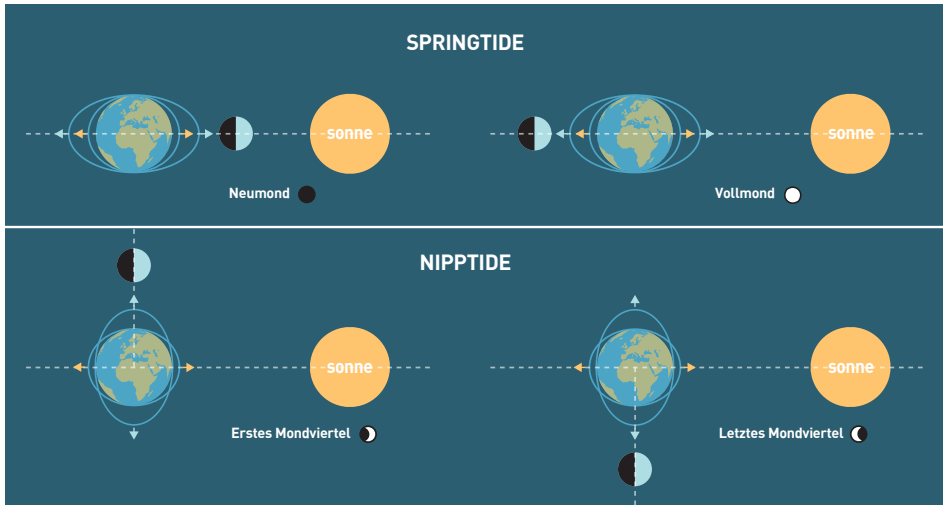 SPRINGTIDE
sonne
sonne
Neumond
Vollmond
NIPPTIDE
sonne
sonne
Erstes Mondviertel
Letztes Mondviertel